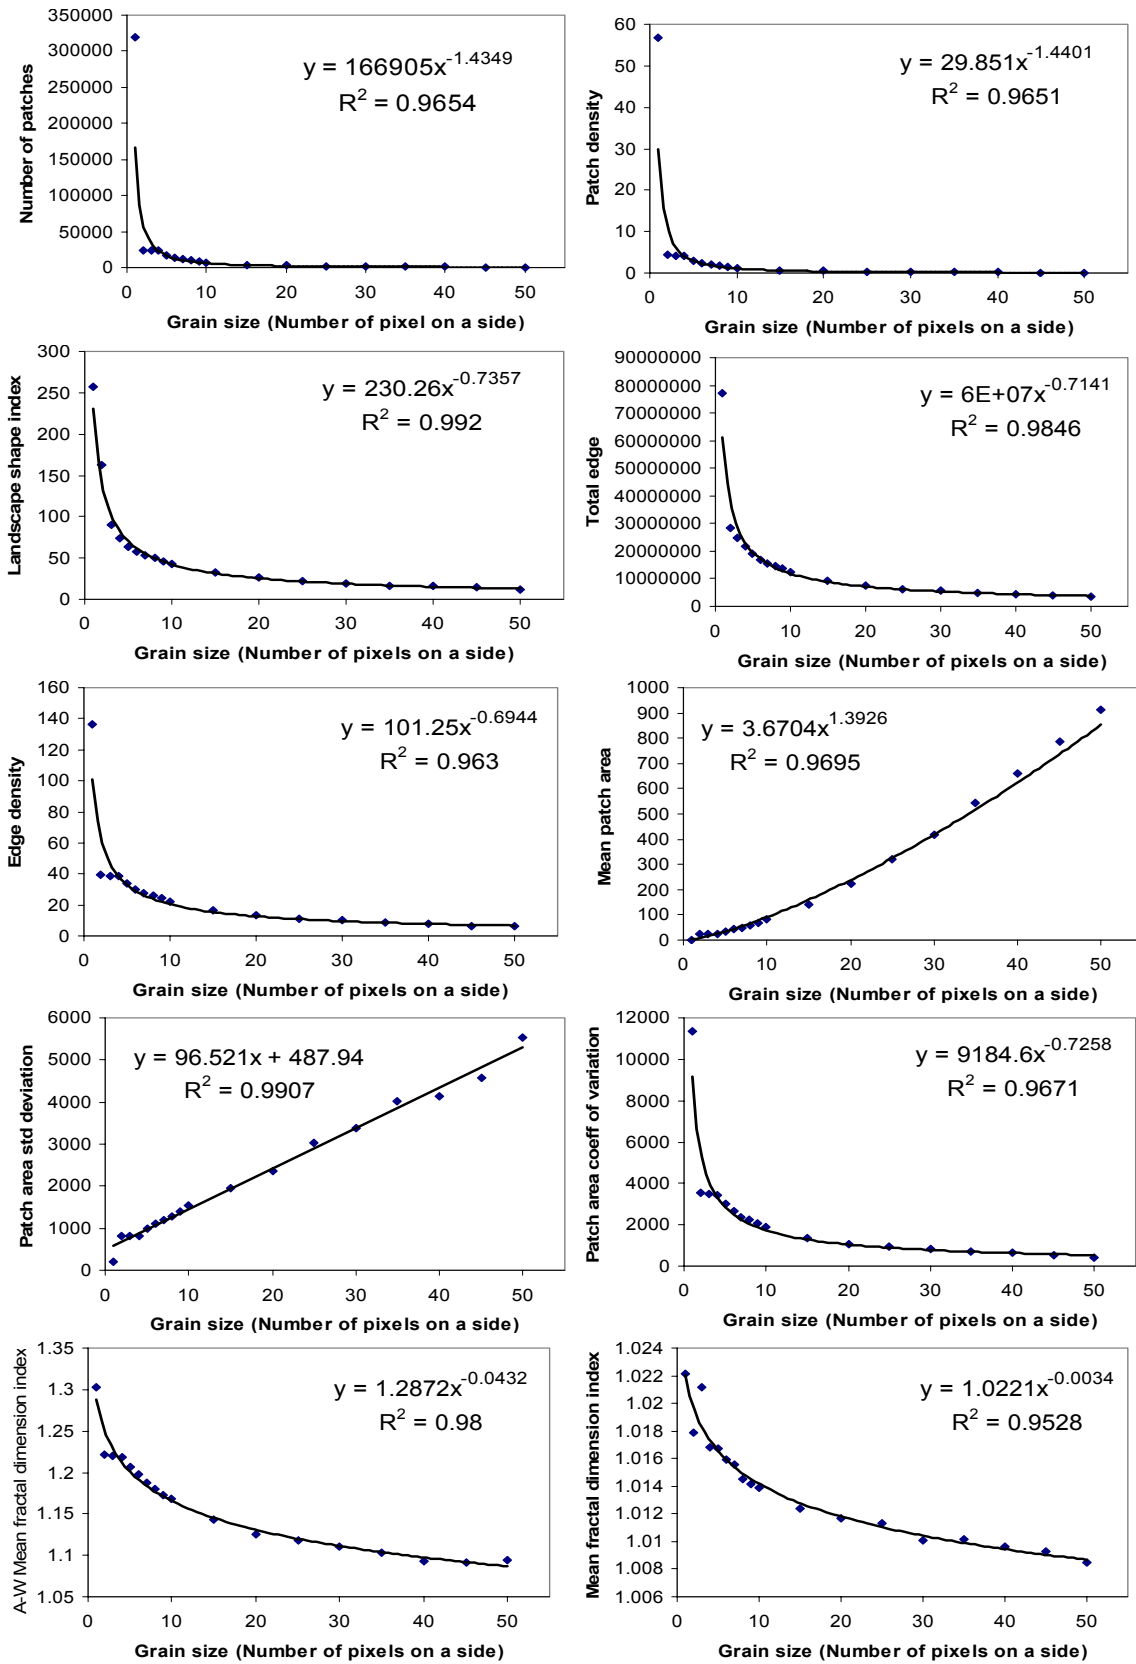 Number of patches
350000
300000
250000
200000
150000
100000
50000
0
y = 166905x^-1.4349
R^2 = 0.9654
0 10 20 30 40 50
Grain size (Number of pixel on a side)
Patch density
60
50
40
30
20
10
0
y = 29.851x^-1.4401
R^2 = 0.9651
0 10 20 30 40 50
Grain size (Number of pixels on a side)
Landscape shape index
300
250
200
150
100
50
0
y = 230.26x^-0.7357
R^2 = 0.992
0 10 20 30 40 50
Grain size (Number of pixels on a side)
Total edge
90000000
80000000
70000000
60000000
50000000
40000000
30000000
20000000
10000000
0
y = 6E+07x^-0.7141
R^2 = 0.9846
0 10 20 30 40 50
Grain size (Number of pixels on a side)
Edge density
160
140
120
100
80
60
40
20
0
y = 101.25x^-0.6944
R^2 = 0.963
0 10 20 30 40 50
Grain size (Number of pixels on a side)
Mean patch area
1000
900
800
700
600
500
400
300
200
100
0
y = 3.6704x^1.3926
R^2 = 0.9695
0 10 20 30 40 50
Grain size (Number of pixels on a side)
Patch area std deviation
6000
5000
4000
3000
2000
1000
0
y = 96.521x + 487.94
R^2 = 0.9907
0 10 20 30 40 50
Grain size (Number of pixels on a side)
Patch area coeff of variation
12000
10000
8000
6000
4000
2000
0
y = 9184.6x^-0.7258
R^2 = 0.9671
0 10 20 30 40 50
Grain size (Number of pixels on a side)
A-W Mean fractal dimension index
1.35
1.3
1.25
1.2
1.15
1.1
1.05
y = 1.2872x^-0.0432
R^2 = 0.98
0 10 20 30 40 50
Grain size (Number of pixels on a side)
Mean fractal dimension index
1.024
1.022
1.02
1.018
1.016
1.014
1.012
1.01
1.008
1.006
y = 1.0221x^-0.0034
R^2 = 0.9528
0 10 20 30 40 50
Grain size (Number of pixels on a side)